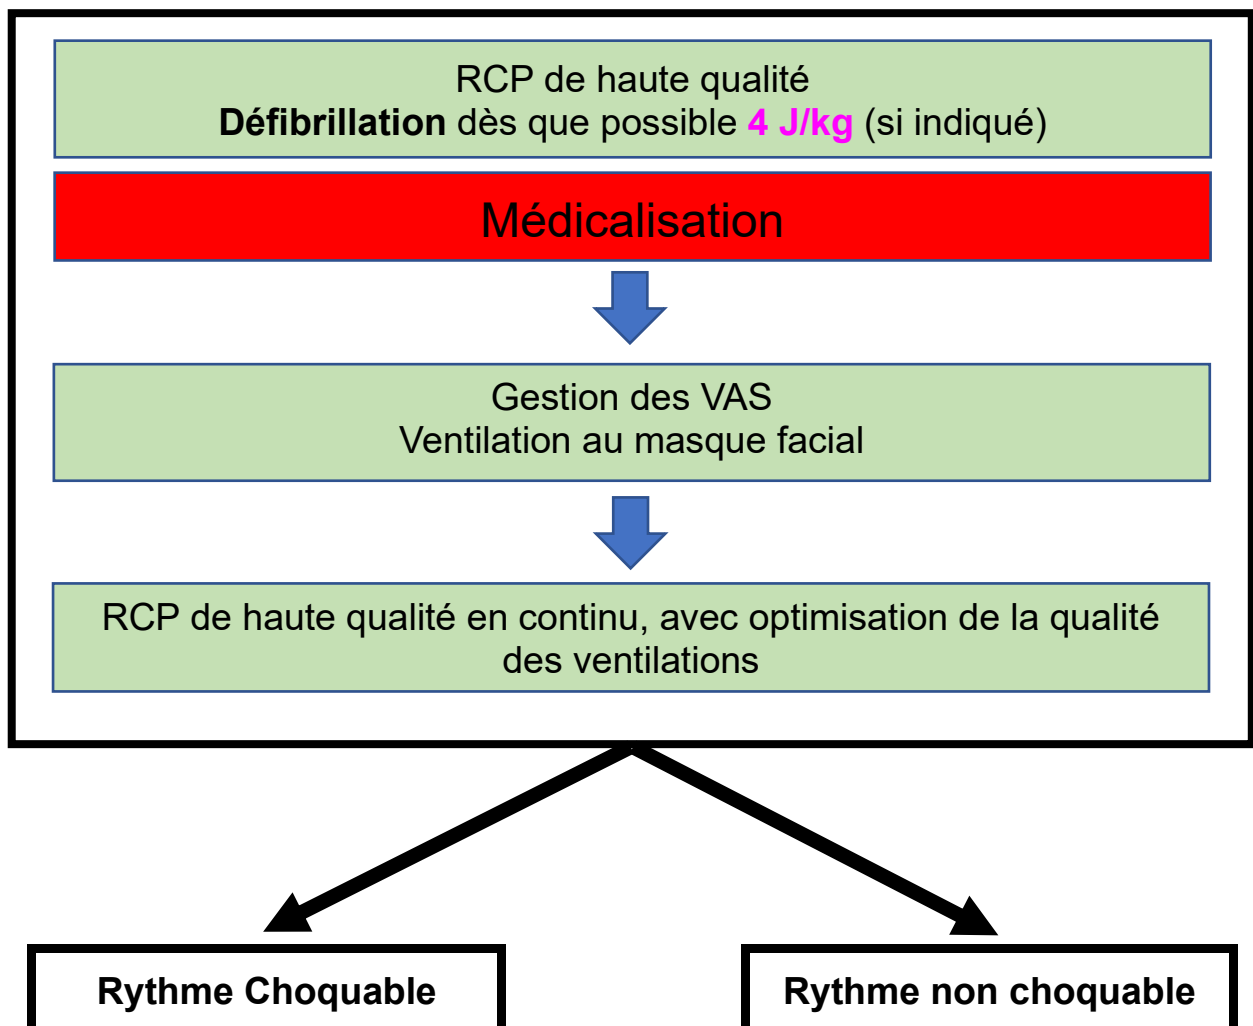 RCP de haute qualité
Défibrillation dès que possible 4 J/kg (si indiqué)
Médicalisation
Gestion des VAS
Ventilation au masque facial
RCP de haute qualité en continu, avec optimisation de la qualité
des ventilations
Rythme Choquable
Rythme non choquable